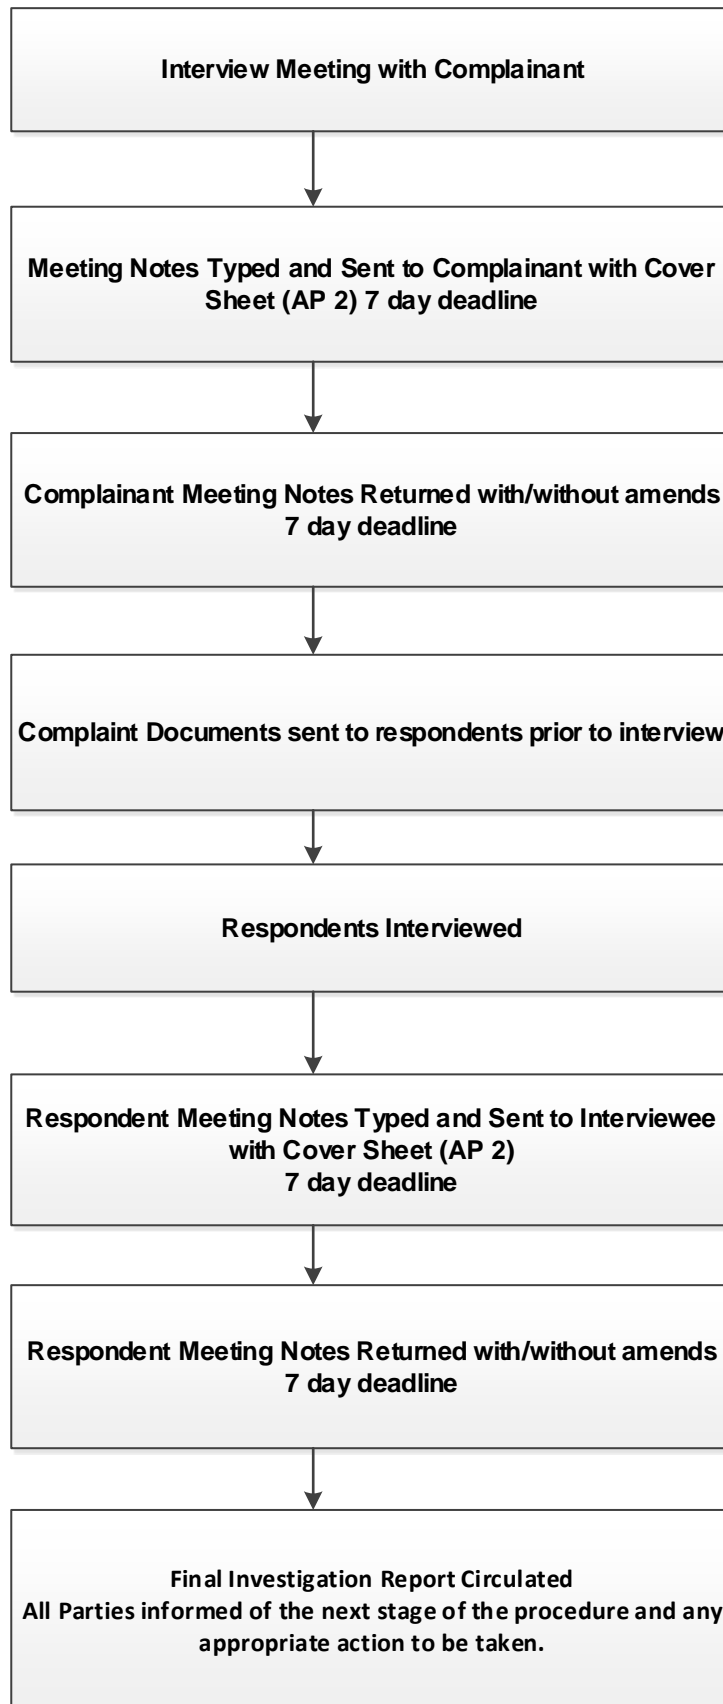 Interview Meeting with Complainant
Meeting Notes Typed and Sent to Complainant with Cover
Sheet (AP 2) 7 day deadline
Complainant Meeting Notes Returned with/without amends
7 day deadline
Complaint Documents sent to respondents prior to interview
Respondents Interviewed
Respondent Meeting Notes Typed and Sent to Interviewee
with Cover Sheet (AP 2)
7 day deadline
Respondent Meeting Notes Returned with/without amends
7 day deadline
Final Investigation Report Circulated
All Parties informed of the next stage of the procedure and any
appropriate action to be taken.